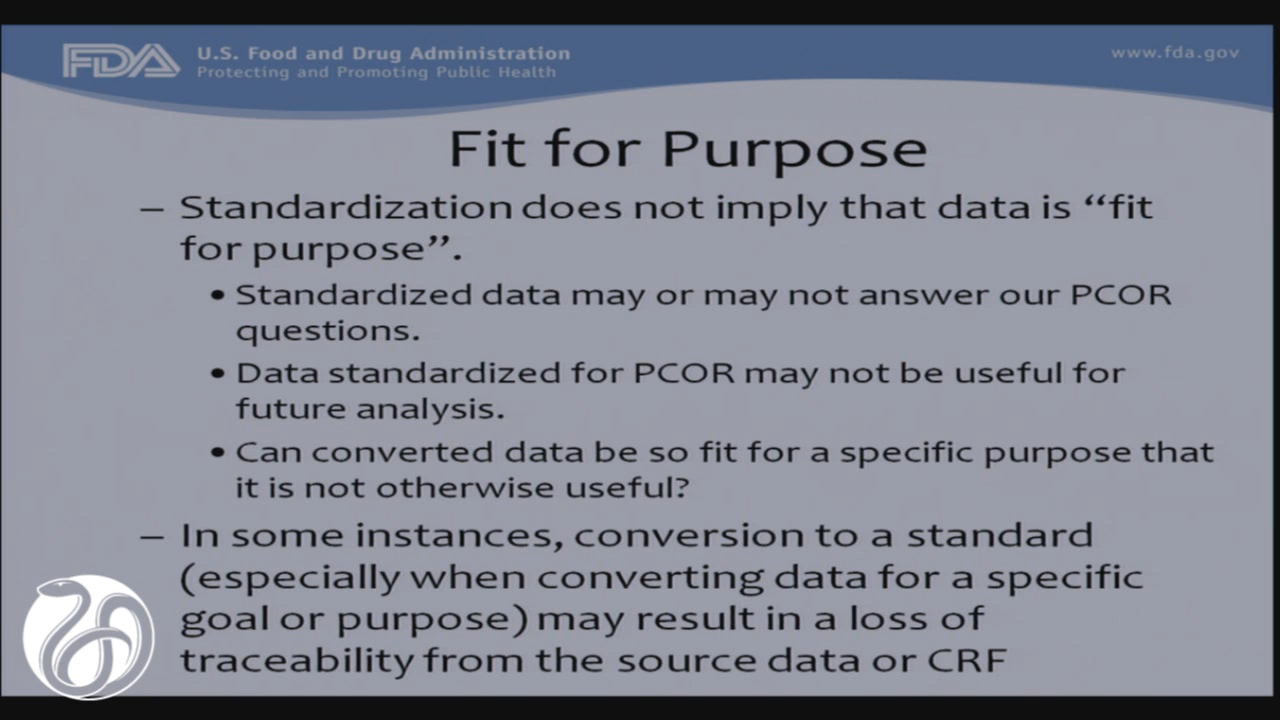 FDA
U.S. Food and Drug Administration
Protecting and Promoting Public Health
www.fda.gov
Fit for Purpose
– Standardization does not imply that data is “fit
for purpose”.
• Standardized data may or may not answer our PCOR
questions.
• Data standardized for PCOR may not be useful for
future analysis.
• Can converted data be so fit for a specific purpose that
it is not otherwise useful?
– In some instances, conversion to a standard
(especially when converting data for a specific
goal or purpose) may result in a loss of
traceability from the source data or CRF